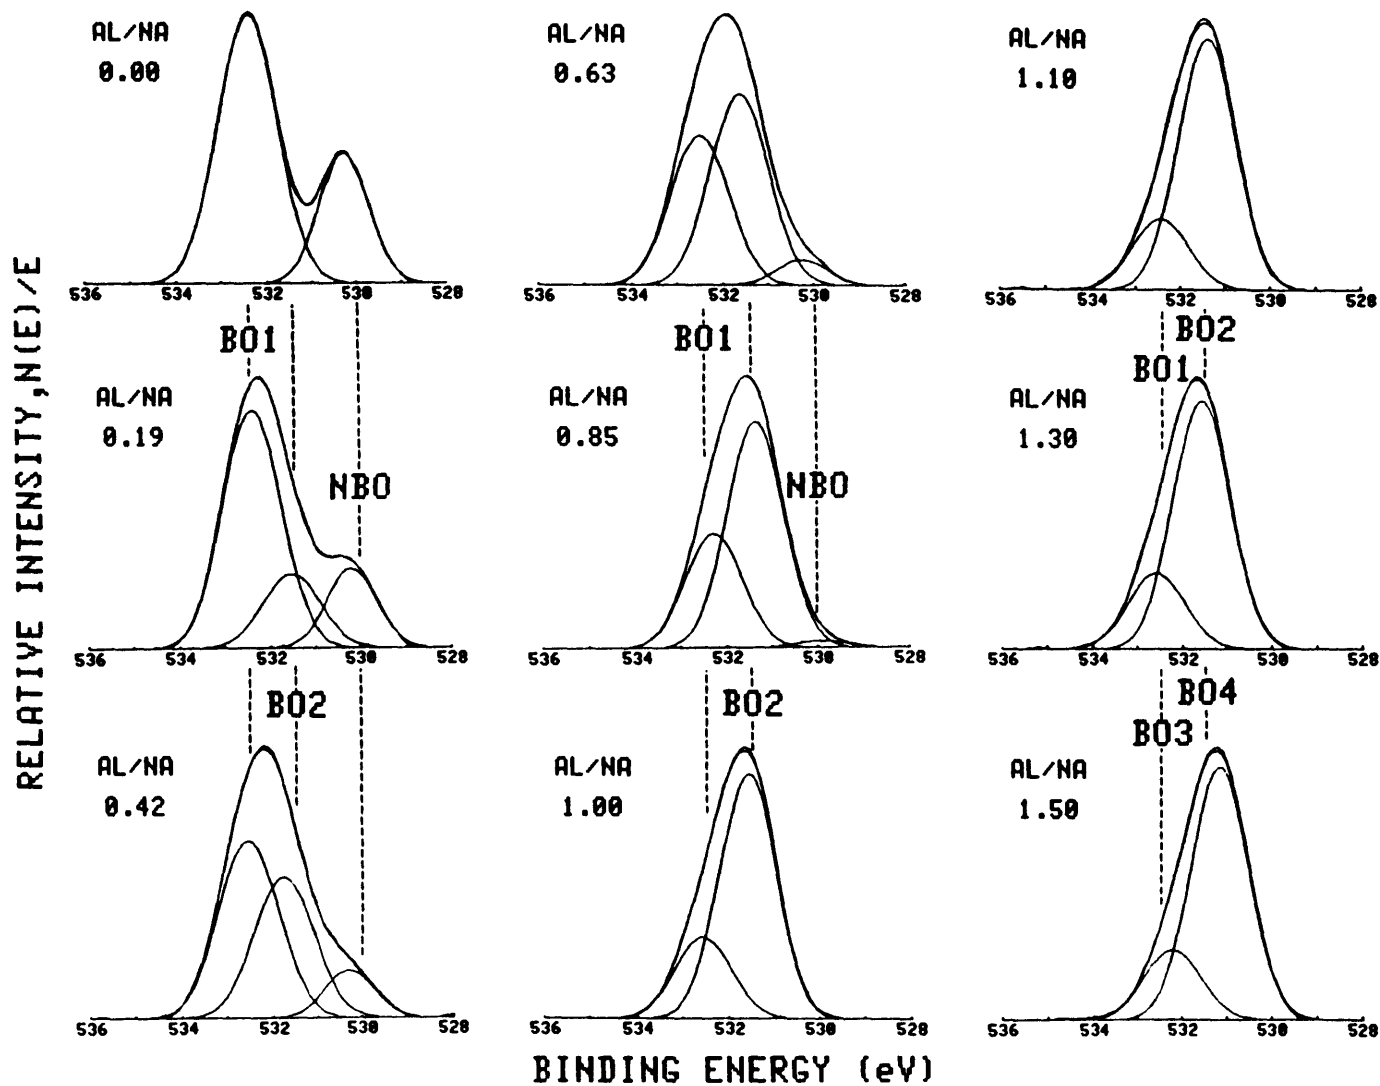 RELATIVE INTENSITY,N(E)/E
AL/NA
0.00
536 534 532 530 528
AL/NA
0.63
536 534 532 530 528
AL/NA
1.10
536 534 532 530 528
BO1
AL/NA
0.19
NBO
536 534 532 530 528
BO1
AL/NA
0.85
NBO
536 534 532 530 528
BO2
BO1
AL/NA
1.30
536 534 532 530 528
BO2
AL/NA
0.42
536 534 532 530 528
BO2
AL/NA
1.00
536 534 532 530 528
BO4
BO3
AL/NA
1.50
536 534 532 530 528
BINDING ENERGY (eV)